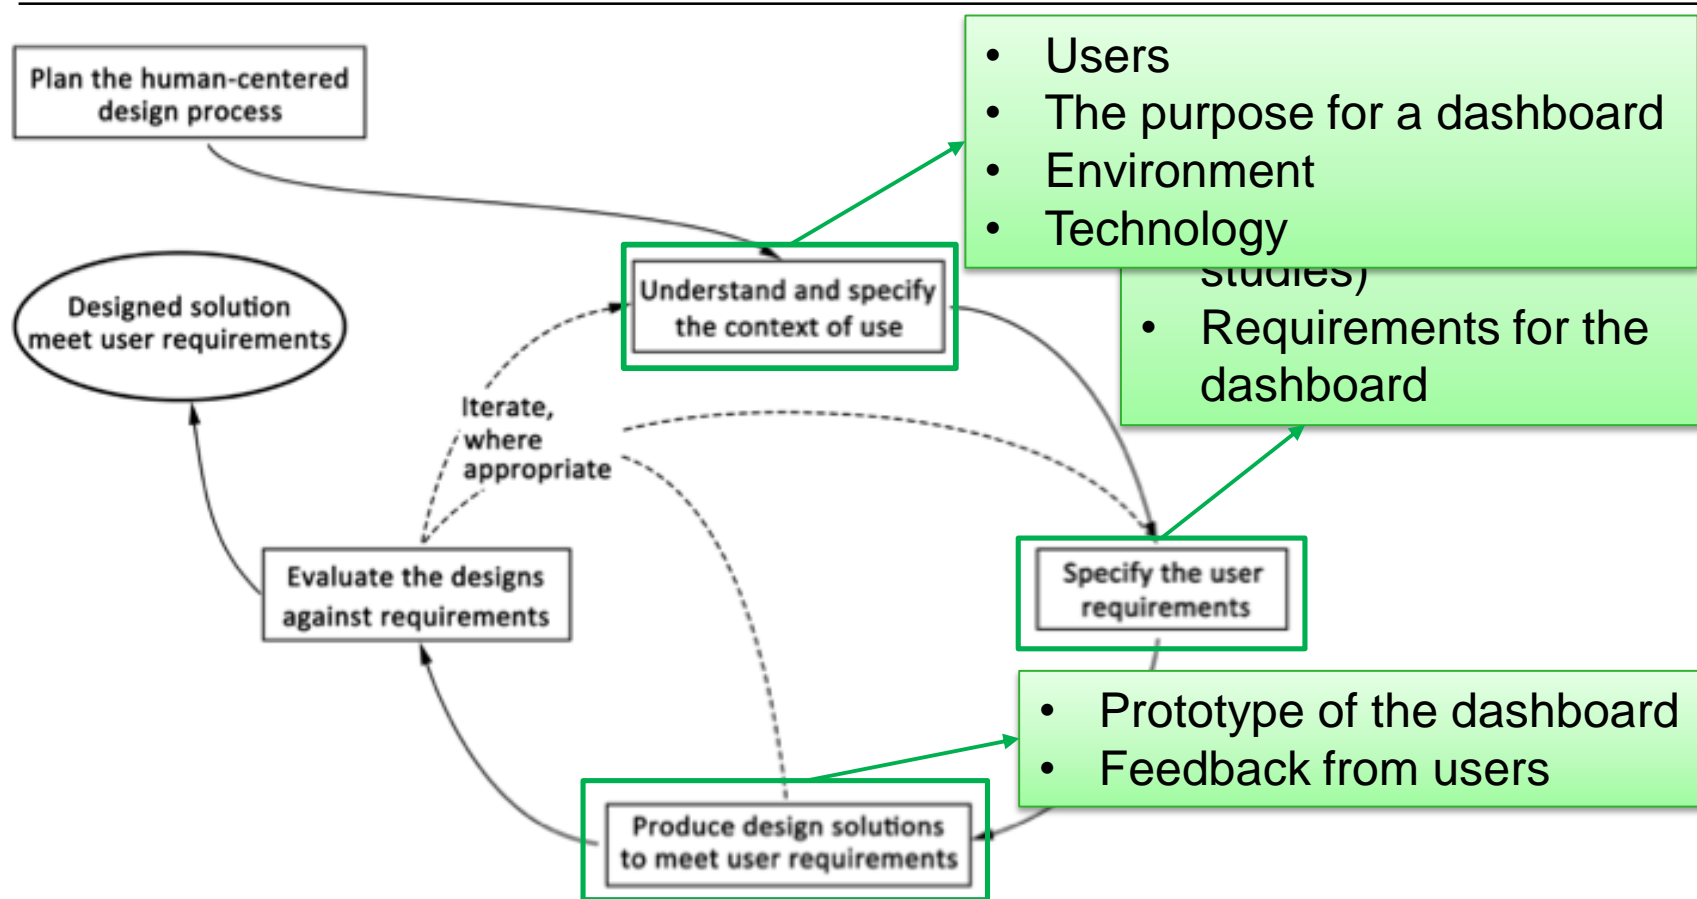 Plan the human-centered
design process
• Users
• The purpose for a dashboard
• Environment
• Technology
studies)
• Requirements for the
dashboard
Understand and specify
the context of use
Designed solution
meet user requirements
Iterate,
where
appropriate
Evaluate the designs
against requirements
Specify the user
requirements
• Prototype of the dashboard
• Feedback from users
Produce design solutions
to meet user requirements